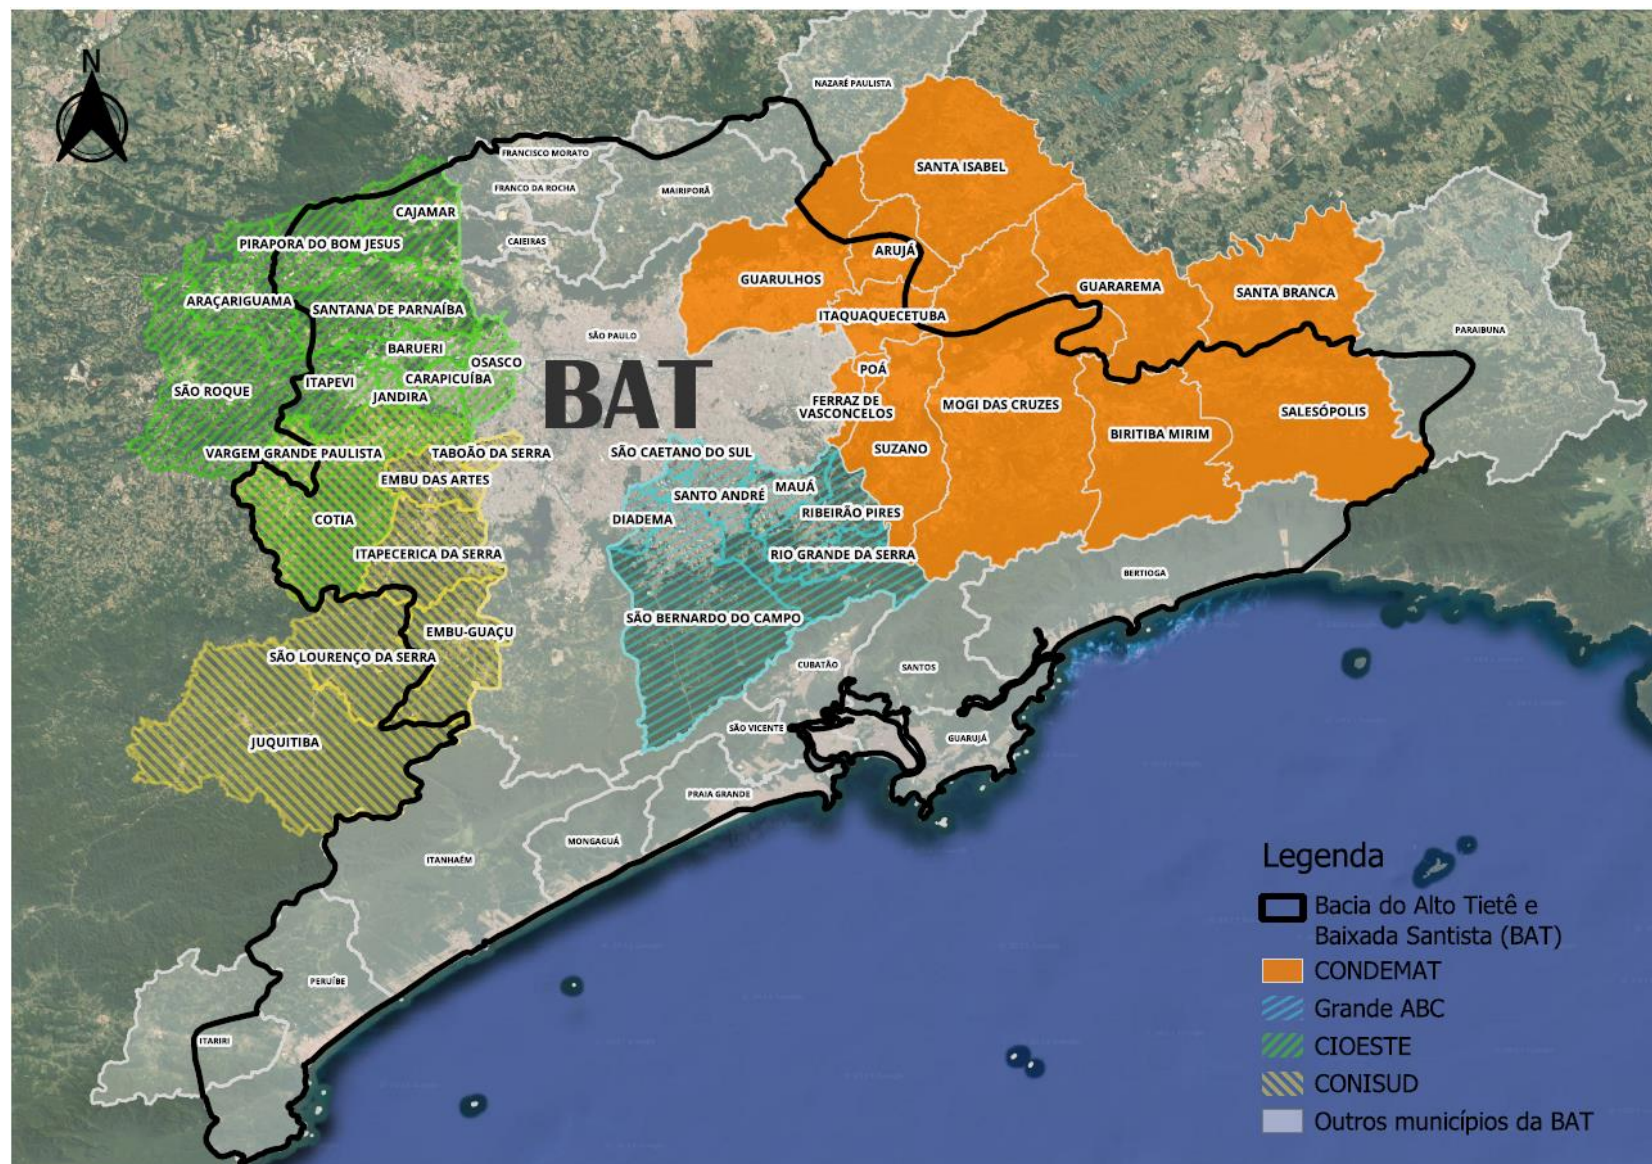 N
NAZARÉ PAULISTA
FRANCISCO MORATO
SANTA ISABEL
FRANCO DA ROCHA
MAIRIPORÃ
CAJAMAR
PIRAPORA DO BOM JESUS
CAIEIRAS
ARUJÁ
GUARULHOS
GUARAREMA
SANTA BRANCA
ARAÇARIGUAMA
SANTANA DE PARNAÍBA
ITAQUAQUECETUBA
PARAIBUNA
SÃO PAULO
BARUERI
OSASCO
POÁ
ITAPEVI
CARAPICUÍBA
SÃO ROQUE
JANDIRA
BAT
FERRAZ DE
VASCONCELOS
MOGI DAS CRUZES
SALESÓPOLIS
BIRITIBA MIRIM
VARGEM GRANDE PAULISTA
TABOÃO DA SERRA
SÃO CAETANO DO SUL
SUZANO
EMBU DAS ARTES
MAUÁ
SANTO ANDRÉ
RIBEIRÃO PIRES
COTIA
DIADEMA
ITAPECERICA DA SERRA
RIO GRANDE DA SERRA
BERTIOGA
SÃO BERNARDO DO CAMPO
EMBU-GUAÇU
SÃO LOURENÇO DA SERRA
CUBATÃO
SANTOS
SÃO VICENTE
GUARUJÁ
JUQUITIBA
PRAIA GRANDE
MONGAGUÁ
ITANHAÉM
PERUÍBE
ITARIRI
Legenda
Bacia do Alto Tietê e
Baixada Santista (BAT)
CONDEMAT
Grande ABC
CIOESTE
CONISUD
Outros municípios da BAT